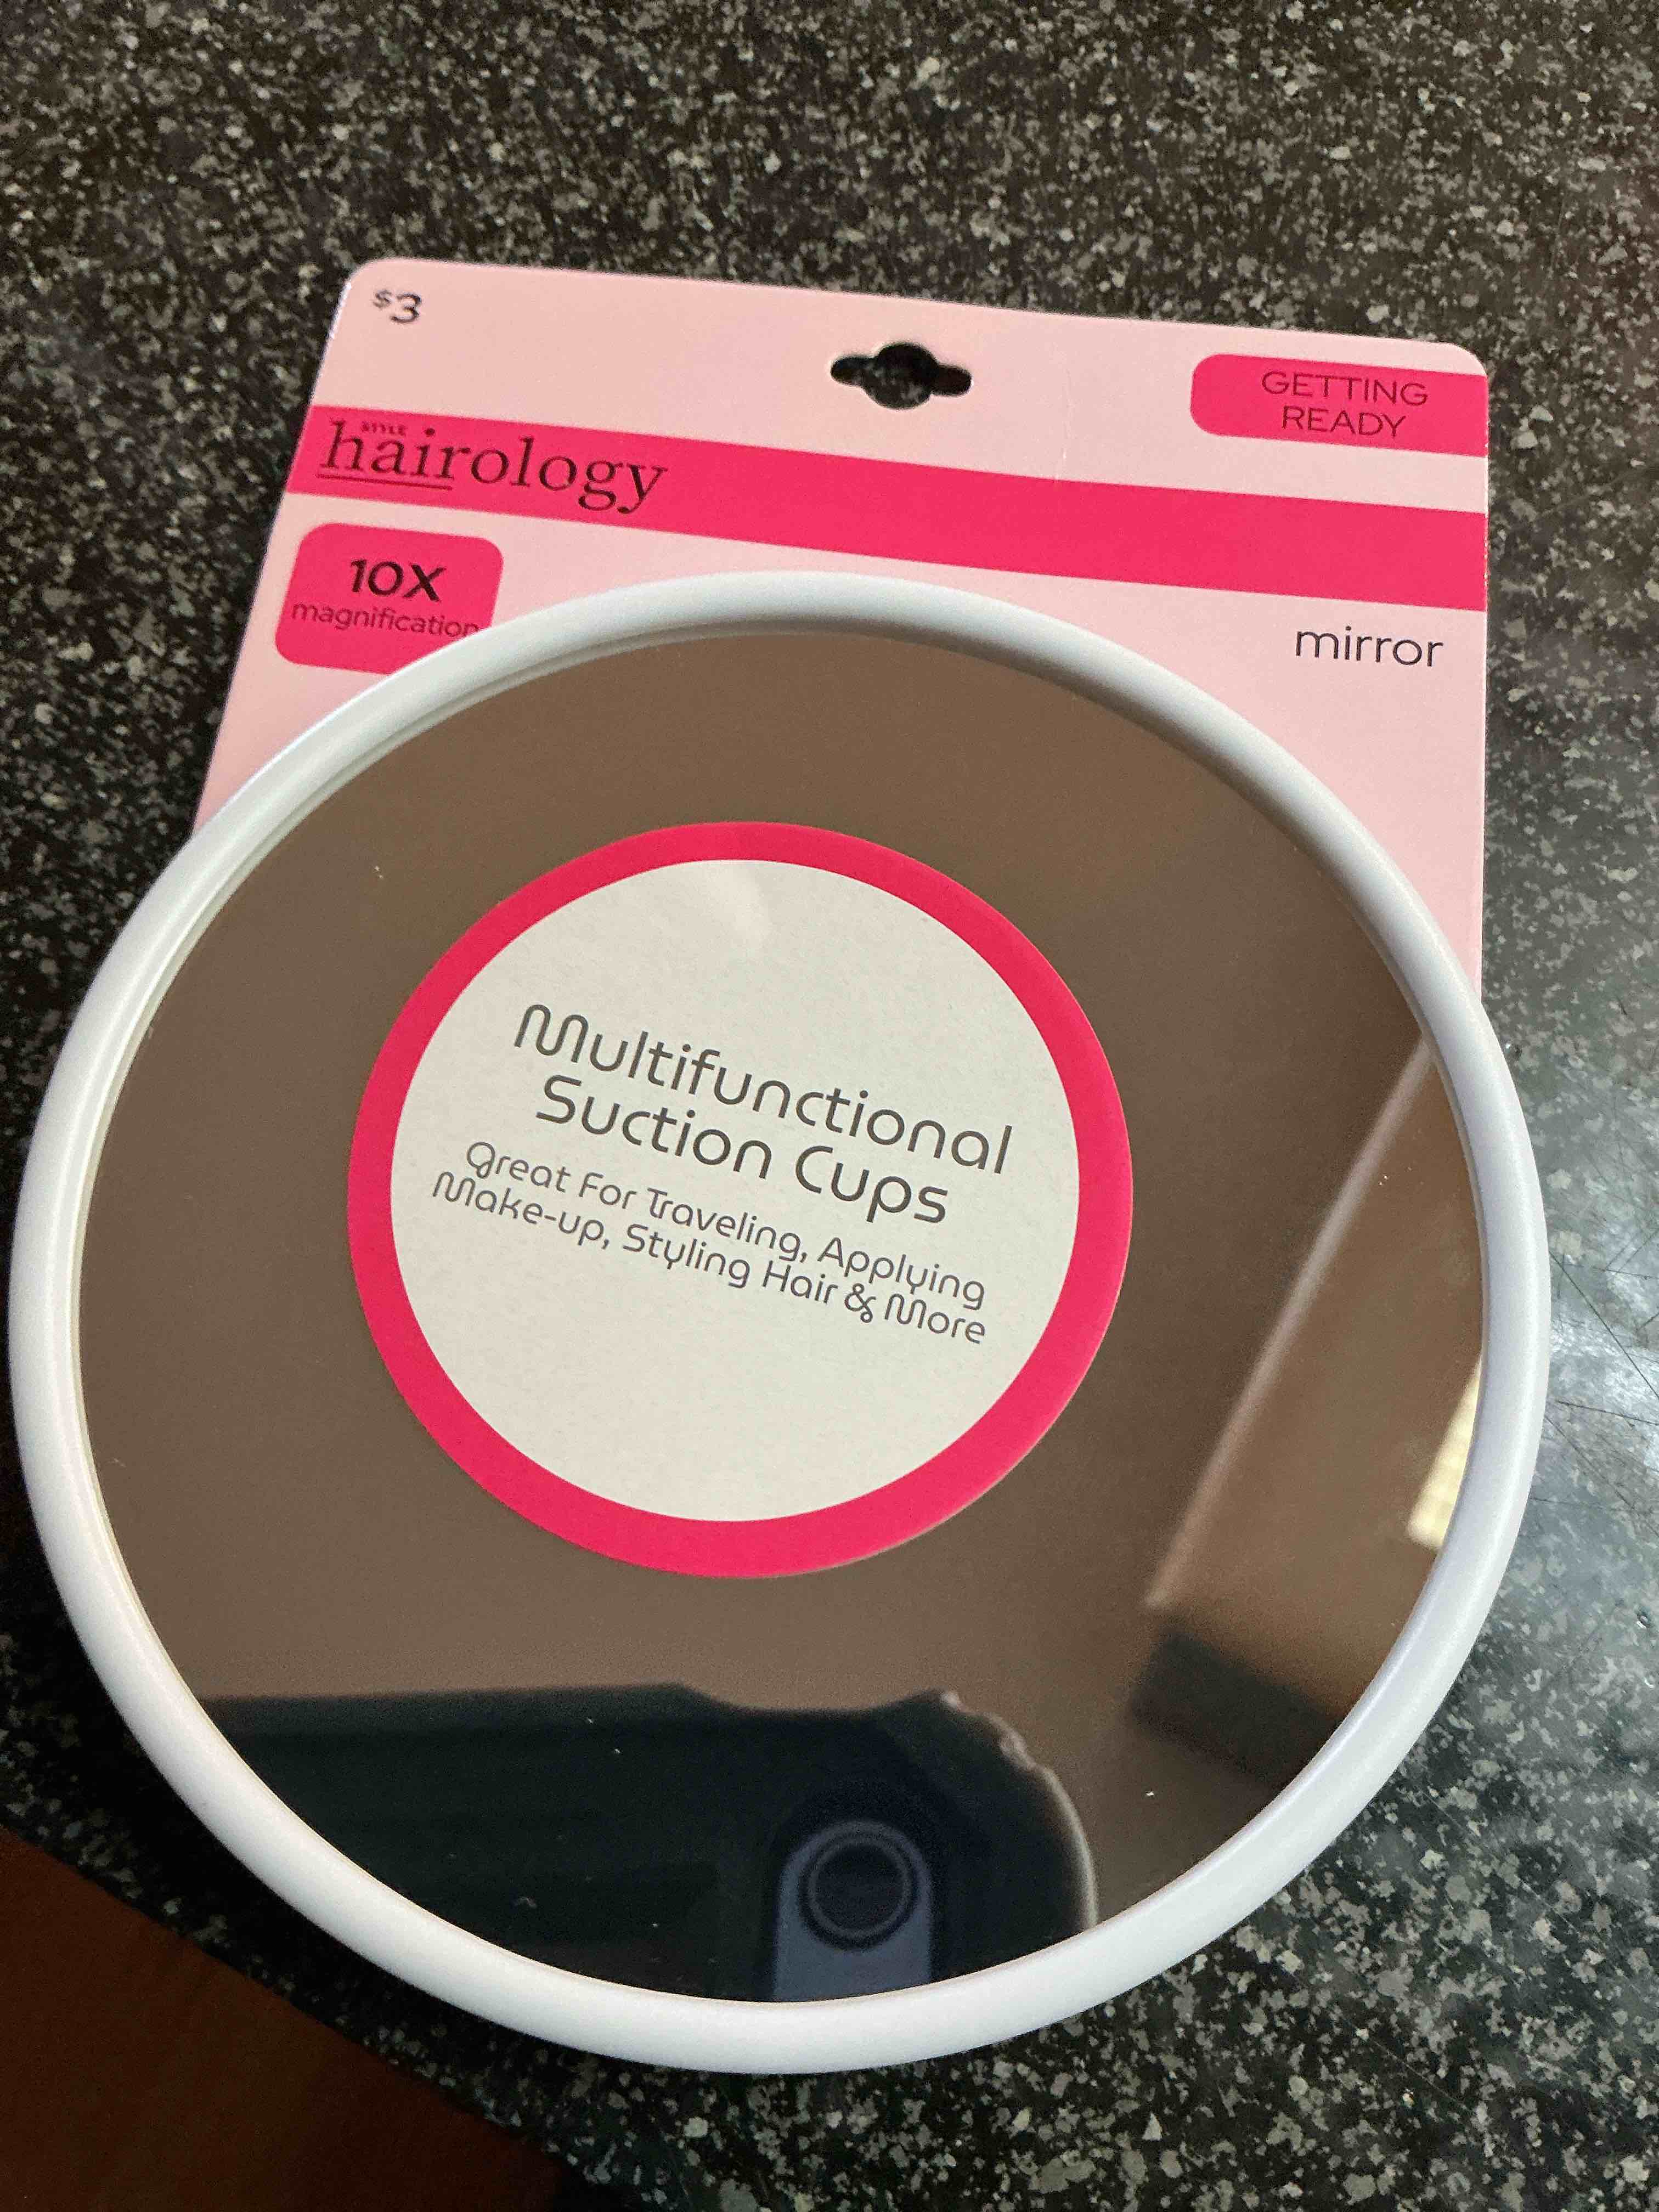 $3
GETTING
READY
STYLE
hairology
10X
magnification
mirror
Multifunctional
Suction Cups
Great For Traveling, Applying
Make-up, Styling Hair & More